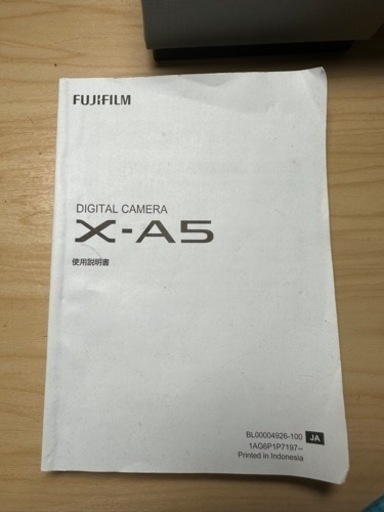 FUJIFILM
DIGITAL CAMERA
X-A5
使用説明書
BL00004926-100 JA
1AG6P1P7197--
Printed in Indonesia